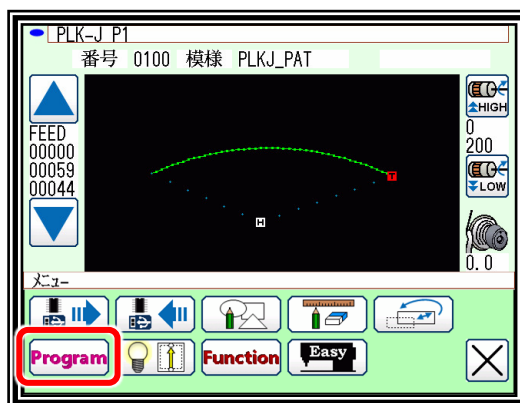 PLK-J P1
番号 0100 模様 PLKJ_PAT
HIGH
FEED
00000
00059
00044
0
200
LOW
T
H
0.0
メニュー
Program
Function
Easy